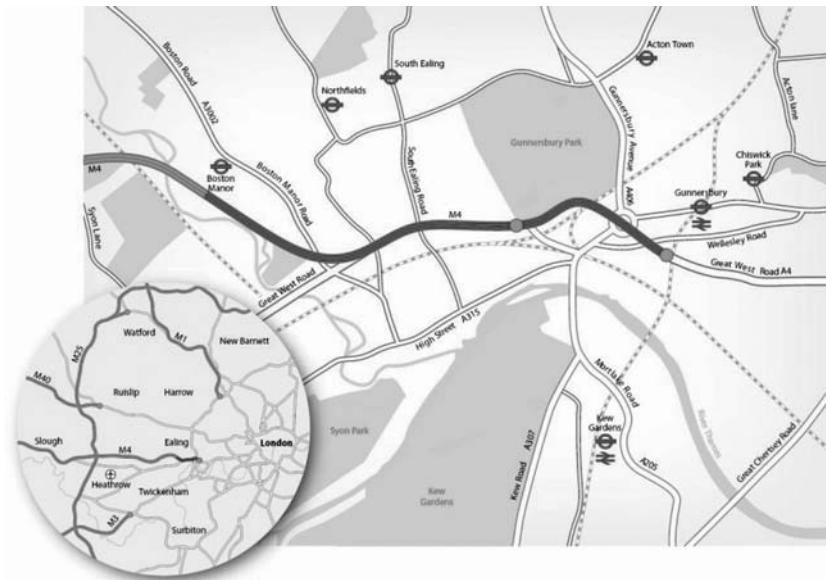 Boston Road
A3002
Northfields
South Ealing
Acton Town
Gunnersbury Avenue
Acton lane
M4
Boston
Manor
Boston Manor Road
South Ealing Road
Gunnersbury Park
A406
Chiswick
Park
Gunnersbury
Syon Lane
M4
Wellesley Road
Great West Road
Great West Road A4
High Street A315
Mortlake Road
River Thames
Syon Park
Kew
Gardens
Kew Road
A307
Kew
Gardens
A205
Great Chertsey Road
Watford
M25
M1
New Barnett
M40
Ruislip
Harrow
Slough
M4
Ealing
London
Heathrow
Twickenham
M3
Surbiton